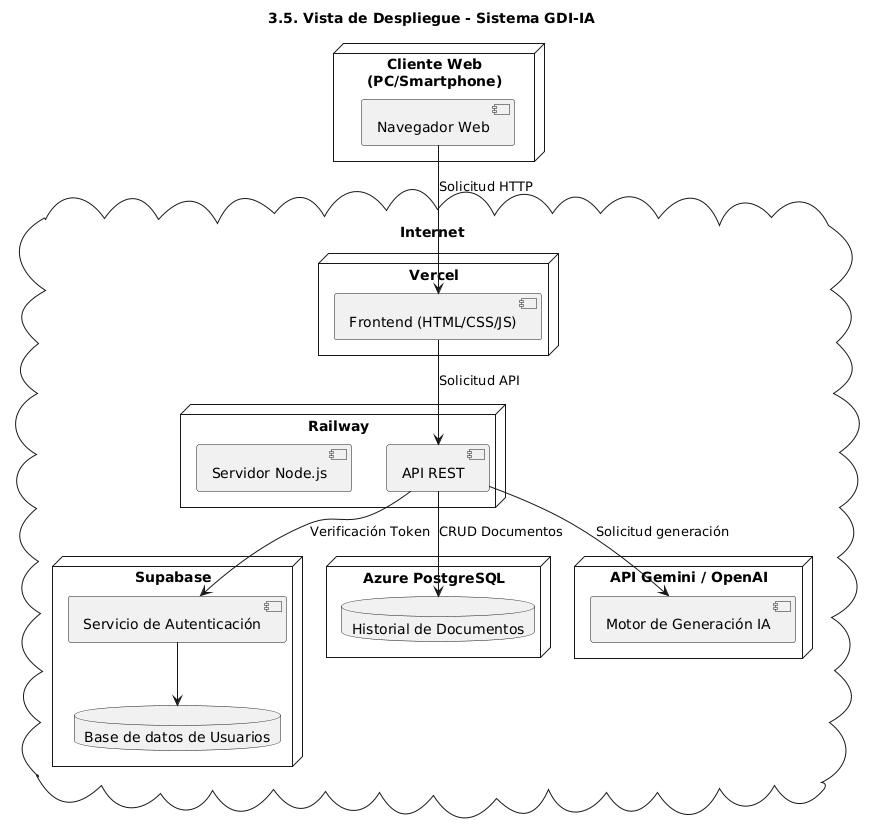 3.5. Vista de Despliegue - Sistema GDI-IA
Cliente Web
(PC/Smartphone)
Navegador Web
Solicitud HTTP
Internet
Vercel
Frontend (HTML/CSS/JS)
Solicitud API
Railway
Servidor Node.js
API REST
Verificación Token
CRUD Documentos
Solicitud generación
Supabase
Azure PostgreSQL
API Gemini / OpenAI
Servicio de Autenticación
Historial de Documentos
Motor de Generación IA
Base de datos de Usuarios